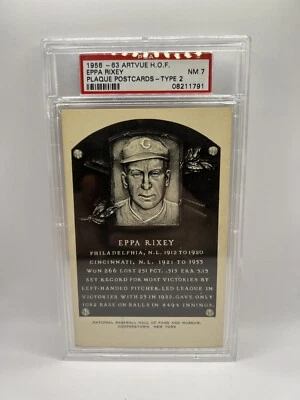 1956 - 63 ARTVUE H.O.F.
EPPA RIXEY NM 7
PLAQUE POSTCARDS-TYPE 2
08211791
C
EPPA RIXEY
PHILADELPHIA, N.L. 1912 TO 1920
CINCINNATI, N.L. 1921 TO 1933
WON 266 LOST 251 PCT. .515 ERA 3.15
SET RECORD FOR MOST VICTORIES BY
LEFT-HANDED PITCHER. LED LEAGUE IN
VICTORIES WITH 25 IN 1922. GAVE ONLY
1082 BASE ON BALLS IN 4494 INNINGS.
NATIONAL BASEBALL HALL OF FAME AND MUSEUM,
COOPERSTOWN, NEW YORK